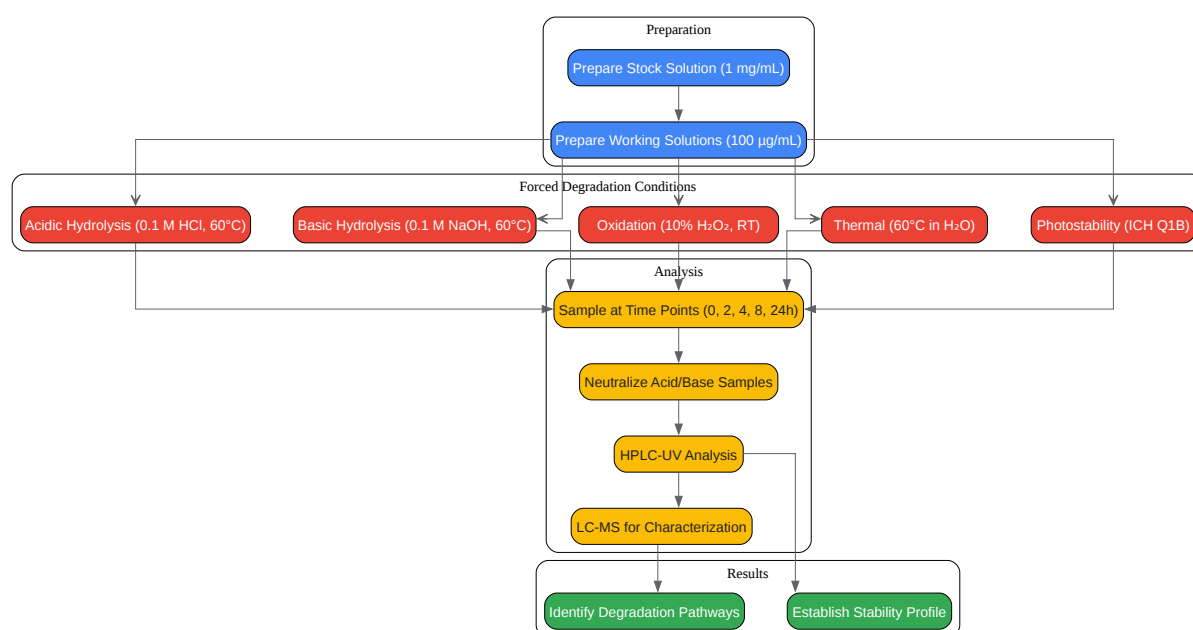 Preparation
Prepare Stock Solution (1 mg/mL)
Prepare Working Solutions (100 µg/mL)
Forced Degradation Conditions
Acidic Hydrolysis (0.1 M HCl, 60°C)
Basic Hydrolysis (0.1 M NaOH, 60°C)
Oxidation (10% H₂O₂, RT)
Thermal (60°C in H₂O)
Photostability (ICH Q1B)
Analysis
Sample at Time Points (0, 2, 4, 8, 24h)
Neutralize Acid/Base Samples
HPLC-UV Analysis
LC-MS for Characterization
Results
Identify Degradation Pathways
Establish Stability Profile